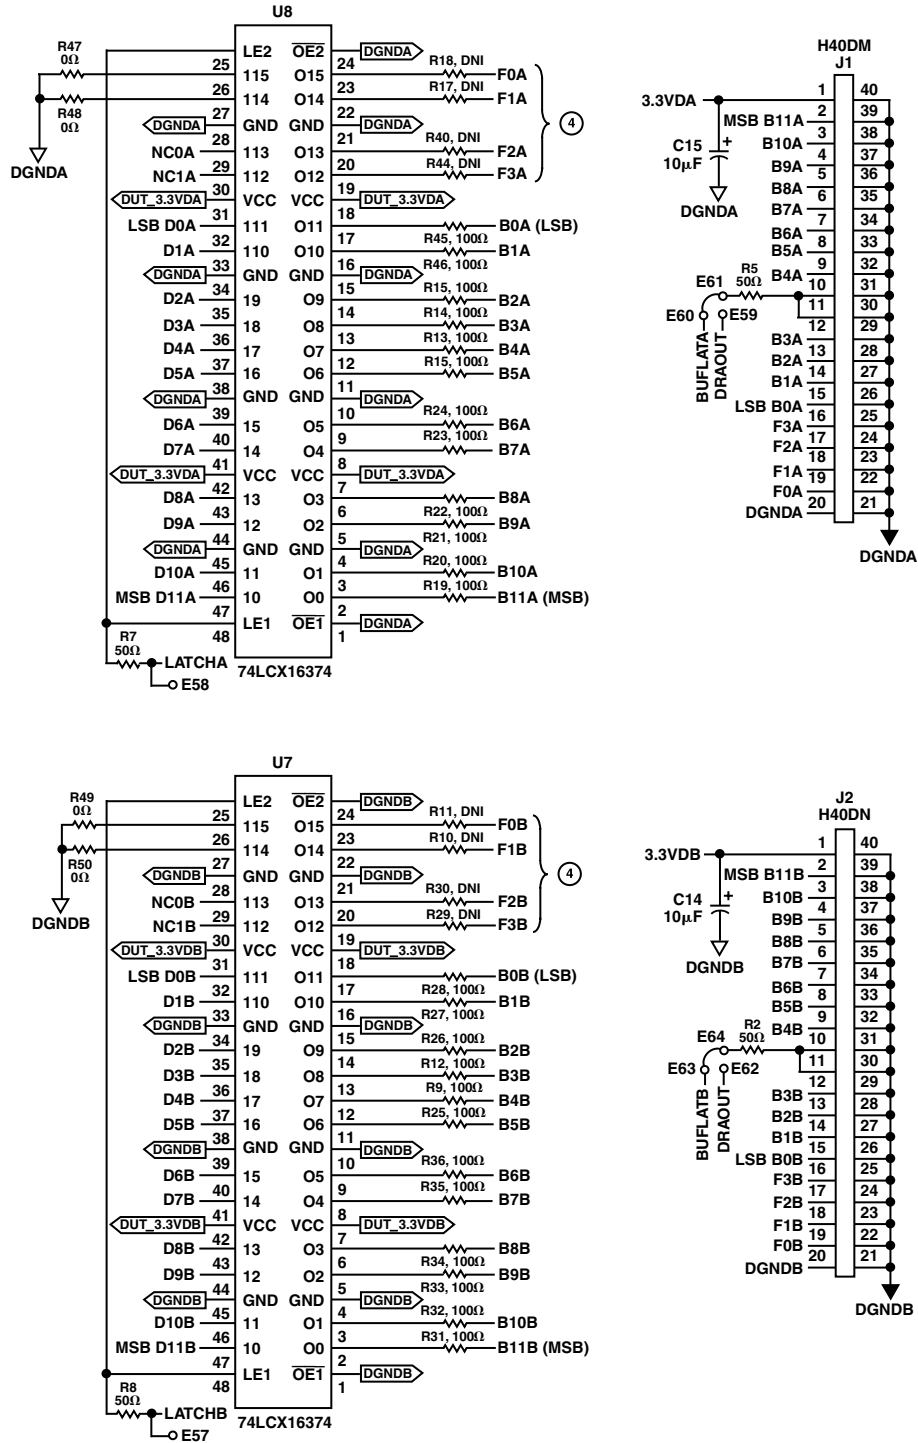 U8
LE2 OE2 DGNDA
R47
0Ω
25 24 R18, DNI
115 O15 F0A
26 23 R17, DNI
114 O14 F1A
R48
0Ω
27 22
DGNDA GND GND DGNDA
4
28 21 R40, DNI
NC0A 113 O13 F2A
29 20 R44, DNI
NC1A 112 O12 F3A
DGNDA
30 19
DUT_3.3VDA VCC VCC DUT_3.3VDA
31 18
LSB D0A 111 O11 B0A (LSB)
32 17 R45, 100Ω
D1A 110 O10 B1A
33 16 R46, 100Ω
DGNDA GND GND DGNDA
34 15 R15, 100Ω
D2A 19 O9 B2A
35 14 R14, 100Ω
D3A 18 O8 B3A
36 13 R13, 100Ω
D4A 17 O7 B4A
37 12 R15, 100Ω
D5A 16 O6 B5A
38 11
DGNDA GND GND DGNDA
39 10 R24, 100Ω
D6A 15 O5 B6A
40 9 R23, 100Ω
D7A 14 O4 B7A
41 8
DUT_3.3VDA VCC VCC DUT_3.3VDA
42 7
D8A 13 O3 B8A
43 6 R22, 100Ω
D9A 12 O2 B9A
44 5 R21, 100Ω
DGNDA GND GND DGNDA
45 4 R20, 100Ω
D10A 11 O1 B10A
46 3 R19, 100Ω
MSB D11A 10 O0 B11A (MSB)
47 2
LE1 OE1 DGNDA
48 1
R7
50Ω
LATCHA
E58
74LCX16374
H40DM
J1
3.3VDA 1 40
MSB B11A 2 39
B10A 3 38
B9A 4 37
B8A 5 36
B7A 6 35
B6A 7 34
B5A 8 33
B4A 9 32
10 31
11 30
12 29
B3A
B2A 13 28
B1A 14 27
LSB B0A 15 26
F3A 16 25
F2A 17 24
F1A 18 23
F0A 19 22
DGNDA 20 21
C15
10μF
+
DGNDA
E61
R5
50Ω
E60
E59
BUFLATA
DRAOUT
DGNDA
U7
LE2 OE2 DGNDB
R49
0Ω
25 24 R11, DNI
115 O15 F0B
26 23 R10, DNI
114 O14 F1B
R50
0Ω
27 22
DGNDB GND GND DGNDB
4
28 21 R30, DNI
NC0B 113 O13 F2B
29 20 R29, DNI
NC1B 112 O12 F3B
DGNDB
30 19
DUT_3.3VDB VCC VCC DUT_3.3VDB
31 18
LSB D0B 111 O11 B0B (LSB)
32 17 R28, 100Ω
D1B 110 O10 B1B
33 16 R27, 100Ω
DGNDB GND GND DGNDB
34 15 R26, 100Ω
D2B 19 O9 B2B
35 14 R12, 100Ω
D3B 18 O8 B3B
36 13 R9, 100Ω
D4B 17 O7 B4B
37 12 R25, 100Ω
D5B 16 O6 B5B
38 11
DGNDB GND GND DGNDB
39 10 R36, 100Ω
D6B 15 O5 B6B
40 9 R35, 100Ω
D7B 14 O4 B7B
41 8
DUT_3.3VDB VCC VCC DUT_3.3VDB
42 7
D8B 13 O3 B8B
43 6 R34, 100Ω
D9B 12 O2 B9B
44 5 R33, 100Ω
DGNDB GND GND DGNDB
45 4 R32, 100Ω
D10B 11 O1 B10B
46 3 R31, 100Ω
MSB D11B 10 O0 B11B (MSB)
47 2
LE1 OE1 DGNDB
48 1
R8
50Ω
LATCHB
E57
74LCX16374
J2
H40DN
3.3VDB 1 40
MSB B11B 2 39
B10B 3 38
B9B 4 37
B8B 5 36
B7B 6 35
B6B 7 34
B5B 8 33
B4B 9 32
10 31
11 30
12 29
B3B
B2B 13 28
B1B 14 27
LSB B0B 15 26
F3B 16 25
F2B 17 24
F1B 18 23
F0B 19 22
DGNDB 20 21
C14
10μF
+
DGNDB
E64
R2
50Ω
E63
E62
BUFLATB
DRAOUT
DGNDB